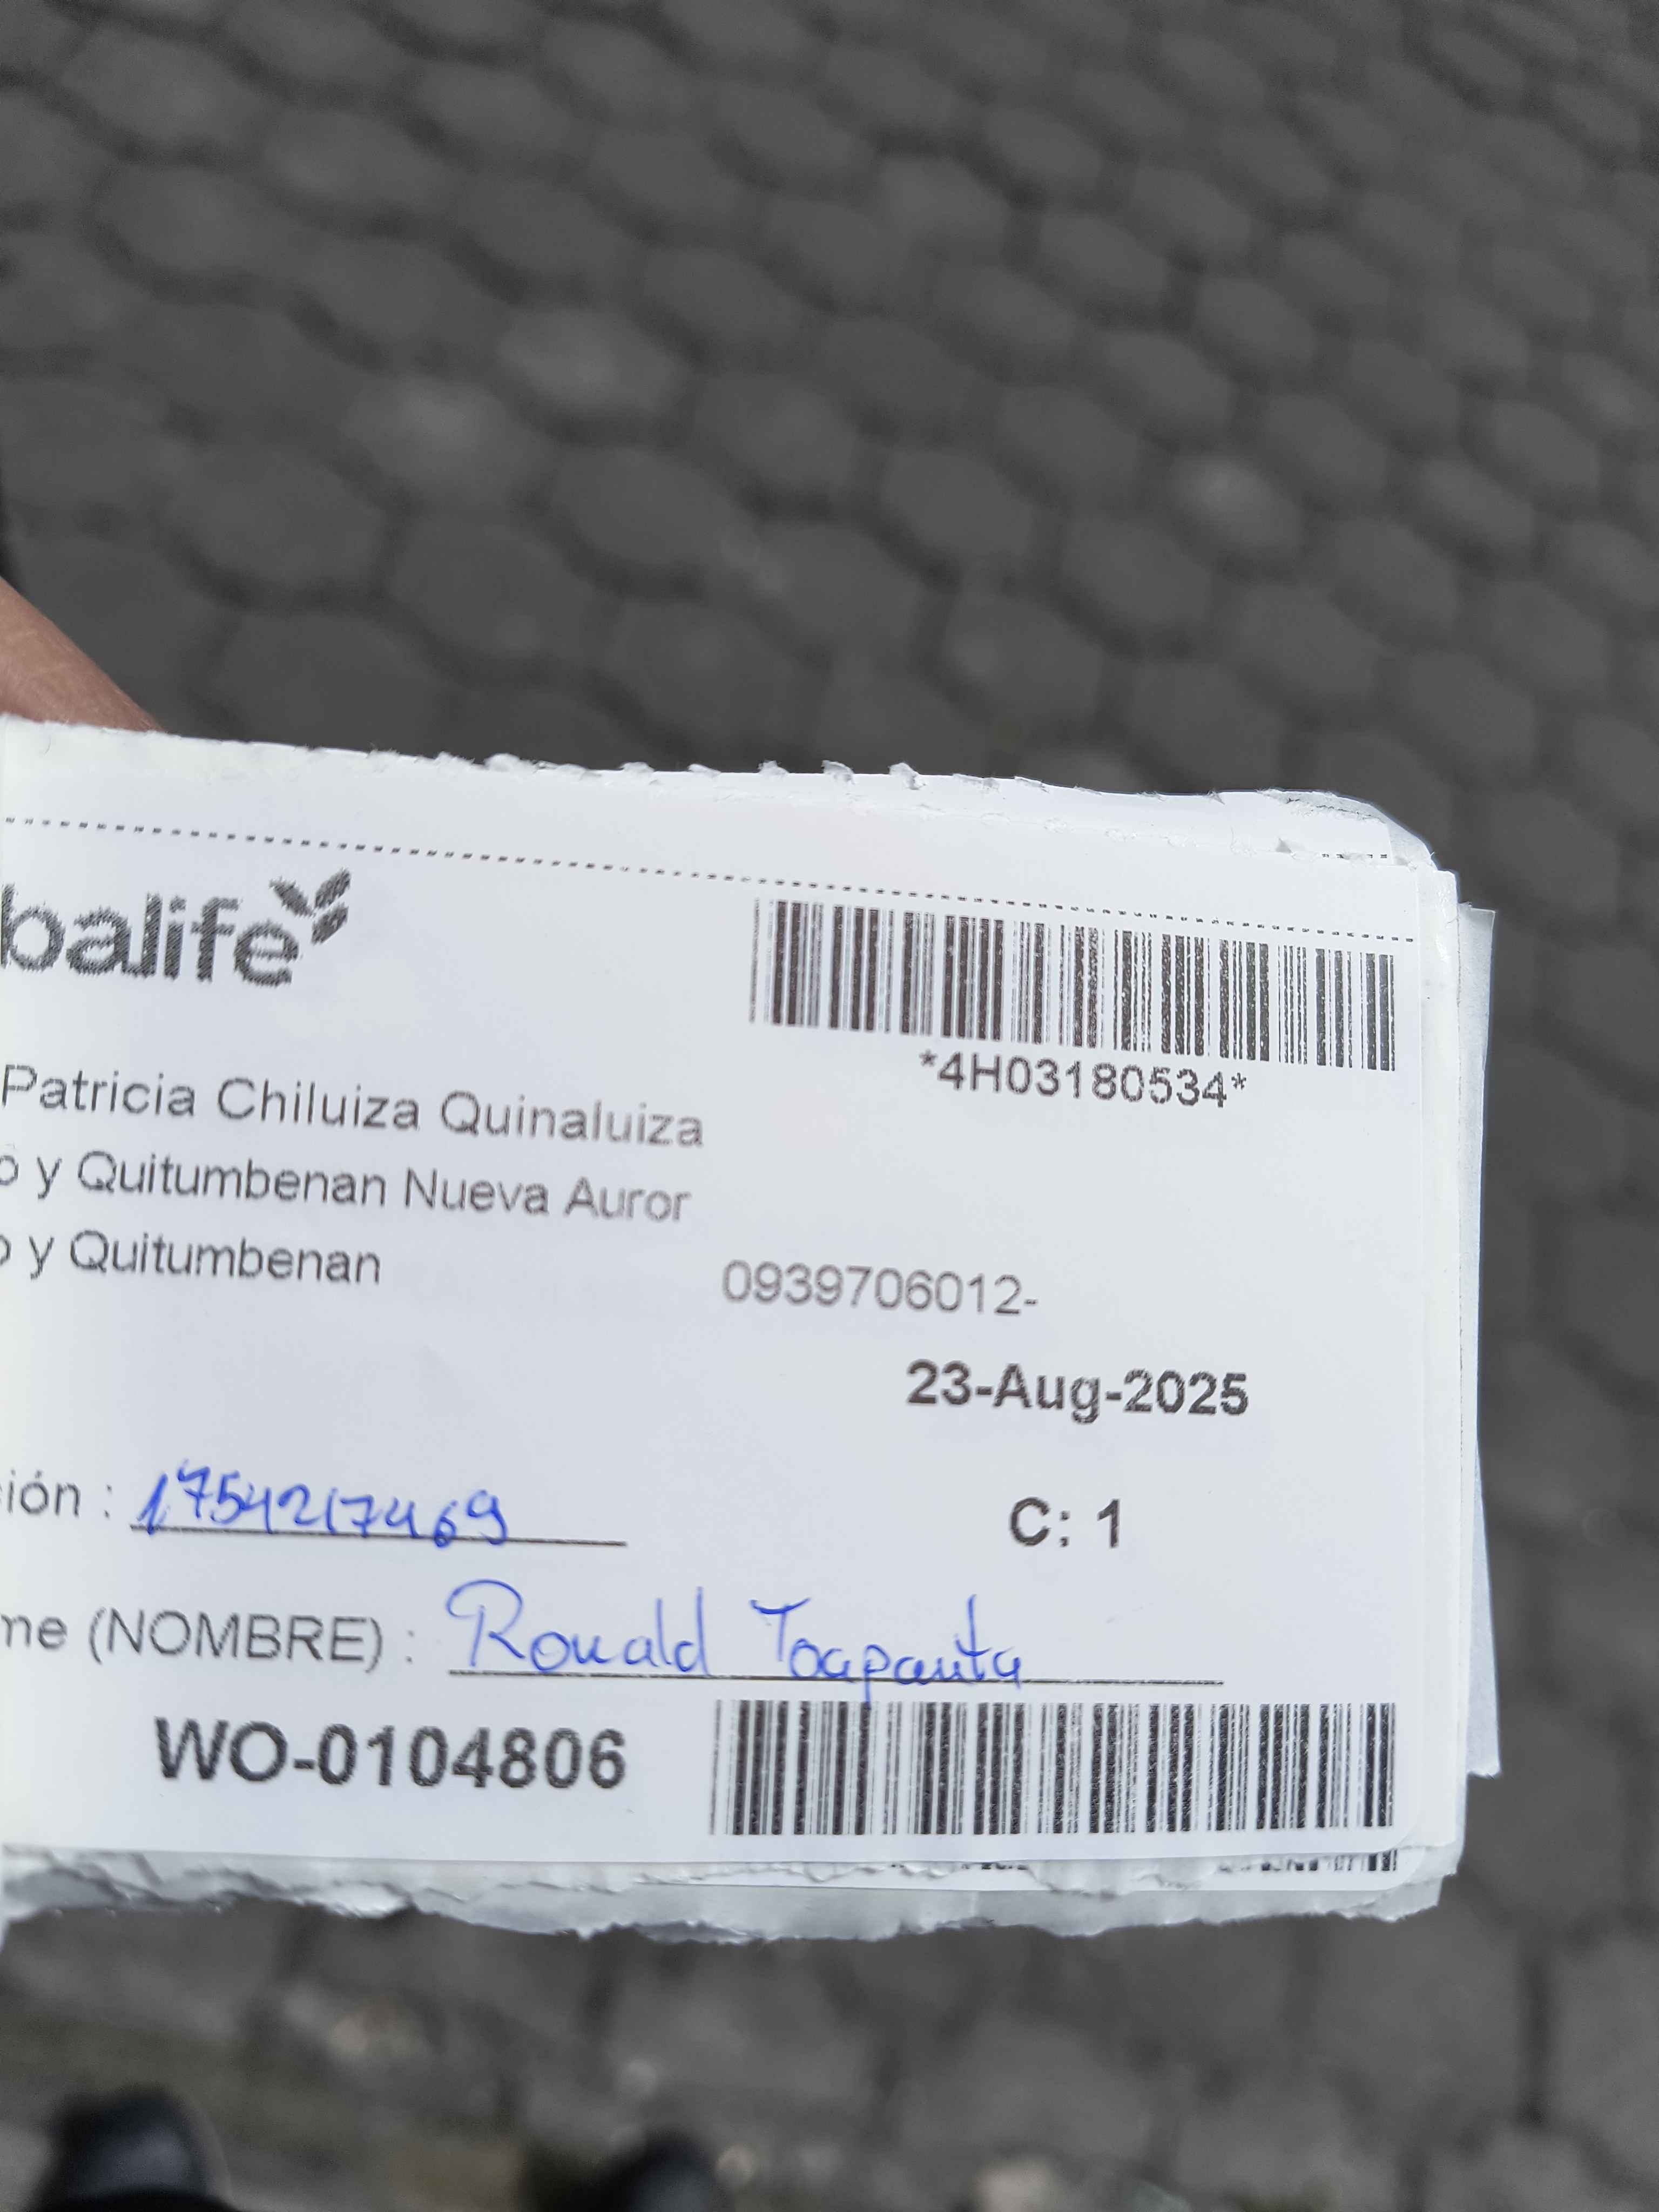 balife
*4H03180534*
Patricia Chiluiza Quinaluiza
o y Quitumbenan Nueva Auror
o y Quitumbenan
0939706012-
23-Aug-2025
ción : 1754217469
C: 1
me (NOMBRE) : Ronald Toapanta
WO-0104806